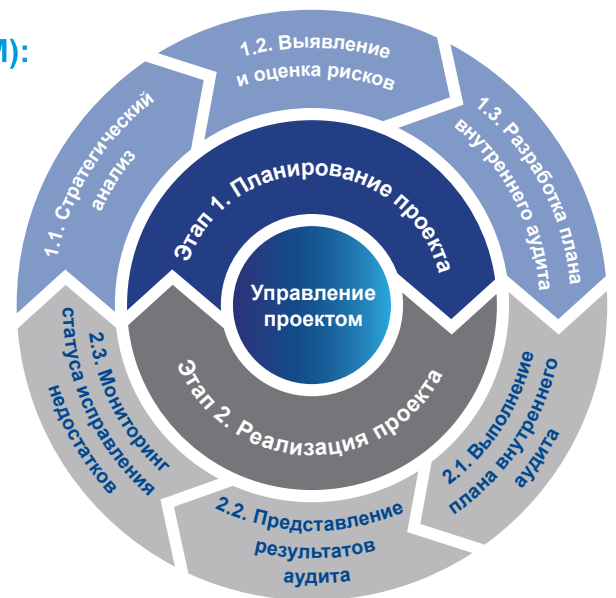 М):
1.2. Выявление
и оценка рисков
1.3. Разработка плана
внутреннего аудита
1.1. Стратегический
анализ
Этап 1. Планирование проекта
Управление
проектом
Этап 2. Реализация проекта
2.1. Выполнение
плана внутреннего
аудита
2.2. Представление
результатов
аудита
2.3. Мониторинг
статуса исправления
недостатков